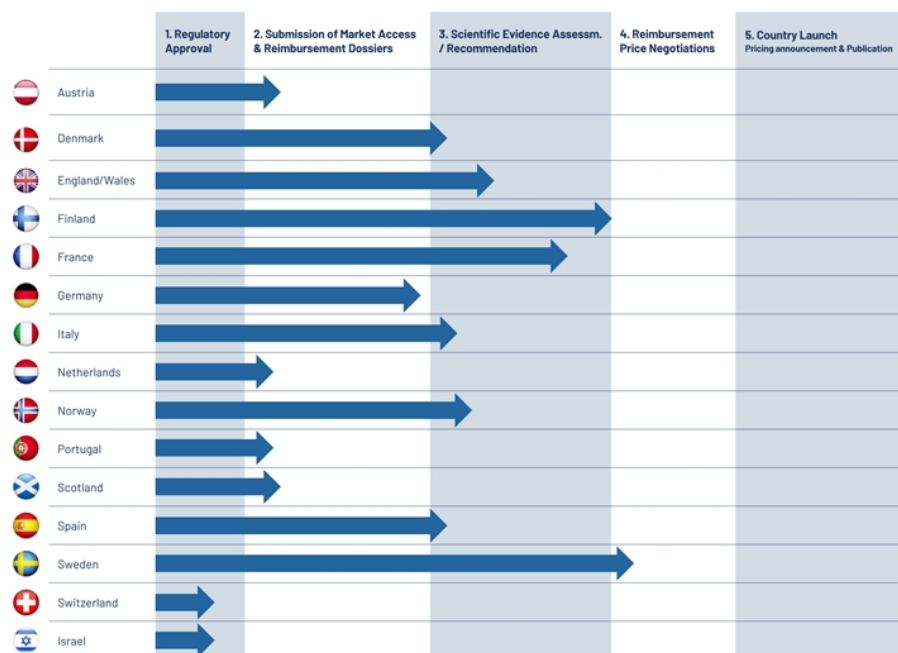 1. Regulatory
Approval
2. Submission of Market Access
& Reimbursement Dossiers
3. Scientific Evidence Assessm.
/ Recommendation
4. Reimbursement
Price Negotiations
5. Country Launch
Pricing announcement & Publication
Austria
Denmark
England/Wales
Finland
France
Germany
Italy
Netherlands
Norway
Portugal
Scotland
Spain
Sweden
Switzerland
Israel